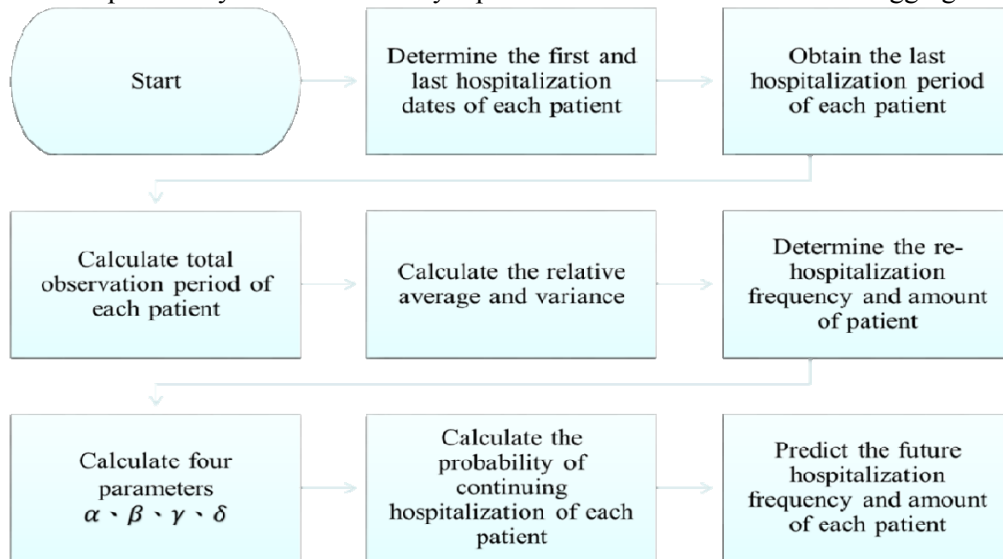 Start
Determine the first and
last hospitalization
dates of each patient
Obtain the last
hospitalization period
of each patient
Calculate total
observation period of
each patient
Calculate the relative
average and variance
Determine the re-
hospitalization
frequency and amount
of patient
Calculate four
parameters
α、β、γ、δ
Calculate the
probability of
continuing
hospitalization of each
patient
Predict the future
hospitalization
frequency and amount
of each patient